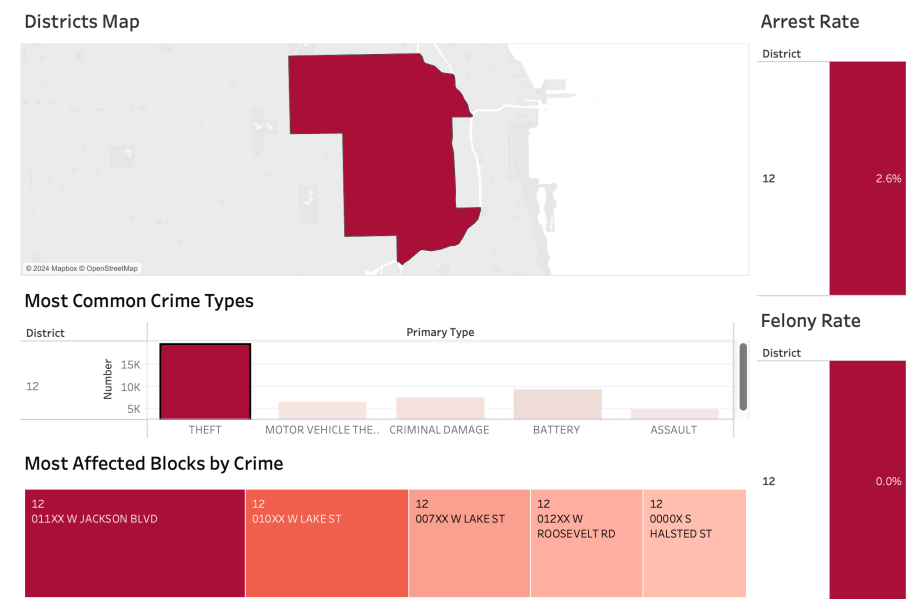 Districts Map
Arrest Rate
District
12
2.6%
© 2024 Mapbox © OpenStreetMap
Most Common Crime Types
District
Primary Type
12
Number
15K
10K
5K
THEFT
MOTOR VEHICLE THE..
CRIMINAL DAMAGE
BATTERY
ASSAULT
Felony Rate
District
12
0.0%
Most Affected Blocks by Crime
12
011XX W JACKSON BLVD
12
010XX W LAKE ST
12
007XX W LAKE ST
12
012XX W
ROOSEVELT RD
12
0000X S
HALSTED ST